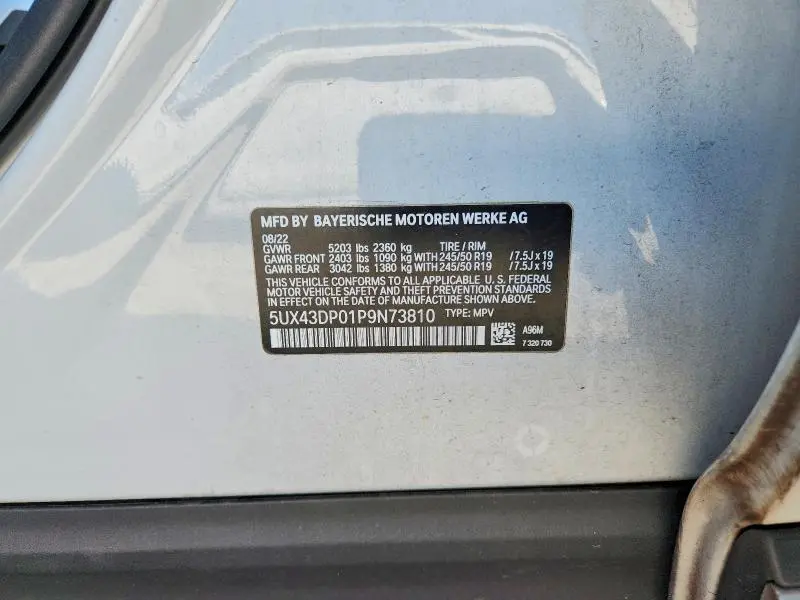 MFD BY BAYERISCHE MOTOREN WERKE AG
08/22
GVWR 5203 lbs 2360 kg TIRE / RIM
GAWR FRONT 2403 lbs 1090 kg WITH 245/50 R19 /7.5J x 19
GAWR REAR 3042 lbs 1380 kg WITH 245/50 R19 /7.5J x 19
THIS VEHICLE CONFORMS TO ALL APPLICABLE U.S. FEDERAL
MOTOR VEHICLE SAFETY AND THEFT PREVENTION STANDARDS
IN EFFECT ON THE DATE OF MANUFACTURE SHOWN ABOVE.
5UX43DP01P9N73810 TYPE: MPV
A96M
7 320 730